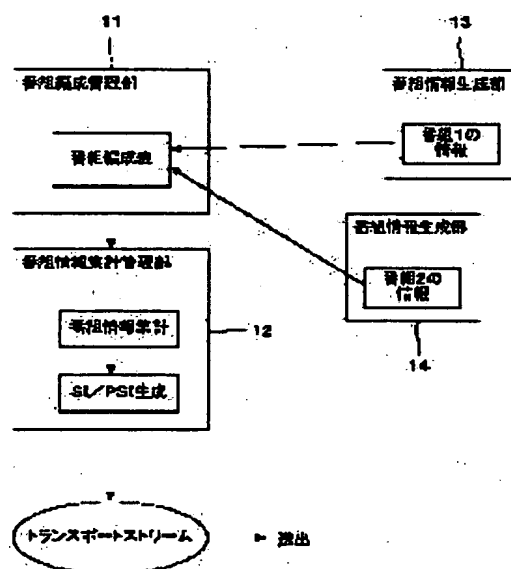 11
13
番組編成管理部
番組情報生成部
番組編成表
番組1の
情報
番組情報生成部
番組情報集計管理部
番組2の
情報
番組情報集計
12
14
SI/PSI生成
トランスポートストリーム
送出